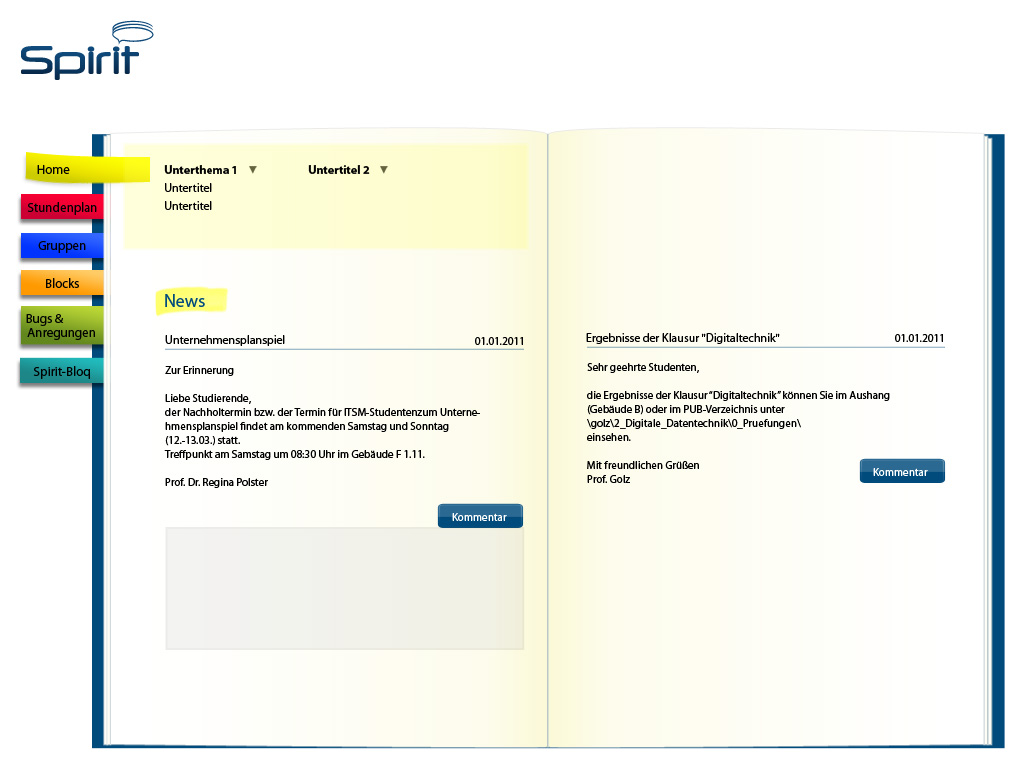 Spirit
Home
Stundenplan
Gruppen
Blocks
Bugs &
Anregungen
Spirit-Bloq
Unterthema 1 ▼ Untertitel 2 ▼
Untertitel
Untertitel
News
Unternehmensplanspiel 01.01.2011
Zur Erinnerung
Liebe Studierende,
der Nachholtermin bzw. der Termin für ITSM-Studentenzum Unterne-
hmensplanspiel findet am kommenden Samstag und Sonntag
(12.-13.03.) statt.
Treffpunkt am Samstag um 08:30 Uhr im Gebäude F 1.11.
Prof. Dr. Regina Polster
Kommentar
Ergebnisse der Klausur "Digitaltechnik" 01.01.2011
Sehr geehrte Studenten,
die Ergebnisse der Klausur "Digitaltechnik" können Sie im Aushang
(Gebäude B) oder im PUB-Verzeichnis unter
\golz\2_Digitale_Datentechnik\0_Pruefungen\
einsehen.
Mit freundlichen Grüßen
Prof. Golz
Kommentar